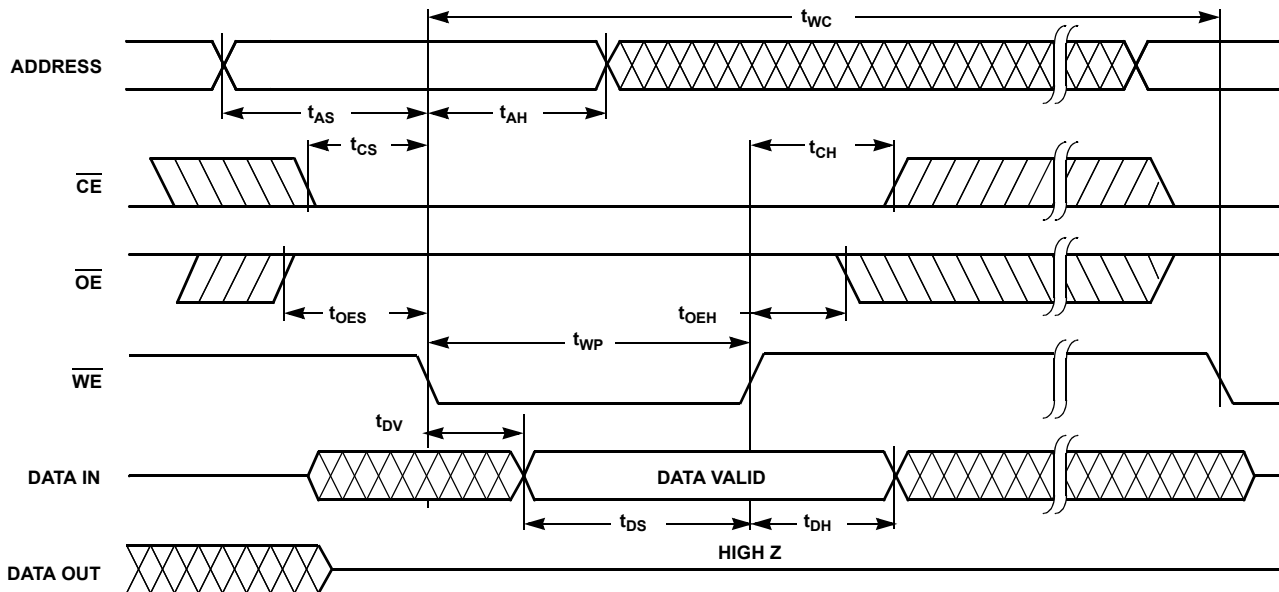 tWC
ADDRESS
tAS
tAH
tCS
tCH
CE
OE
tOES
tOEH
tWP
WE
tDV
DATA IN
DATA VALID
tDS
tDH
HIGH Z
DATA OUT